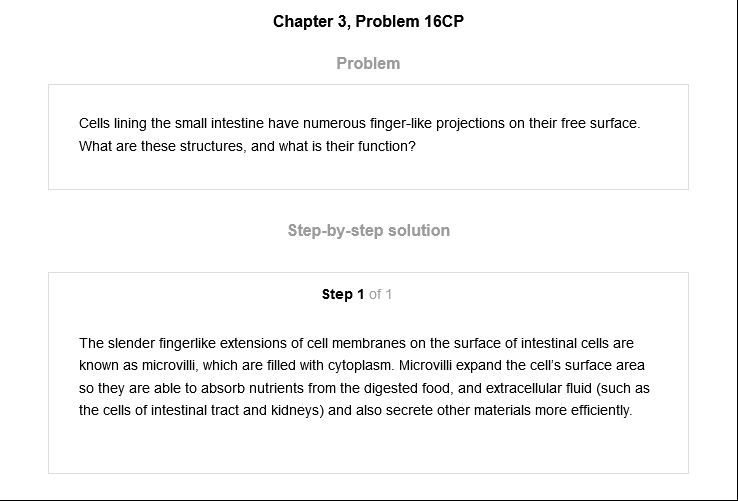 Chapter 3, Problem 16CP
Problem
Cells lining the small intestine have numerous finger-like projections on their free surface.
What are these structures, and what is their function?
Step-by-step solution
Step 1 of 1
The slender fingerlike extensions of cell membranes on the surface of intestinal cells are
known as microvilli, which are filled with cytoplasm. Microvilli expand the cell's surface area
so they are able to absorb nutrients from the digested food, and extracellular fluid (such as
the cells of intestinal tract and kidneys) and also secrete other materials more efficiently.